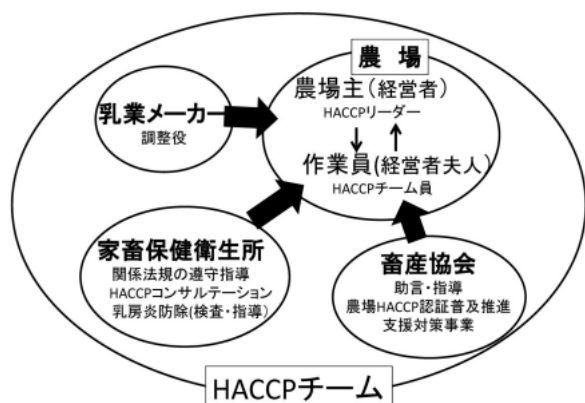 農 場
農場主(経営者)
HACCPリーダー
作業員(経営者夫人)
HACCPチーム員
乳業メーカー
調整役
家畜保健衛生所
関係法規の遵守指導
HACCPコンサルテーション
乳房炎防除(検査・指導)
畜産協会
助言・指導
農場HACCP認証普及推進
支援対策事業
HACCPチーム